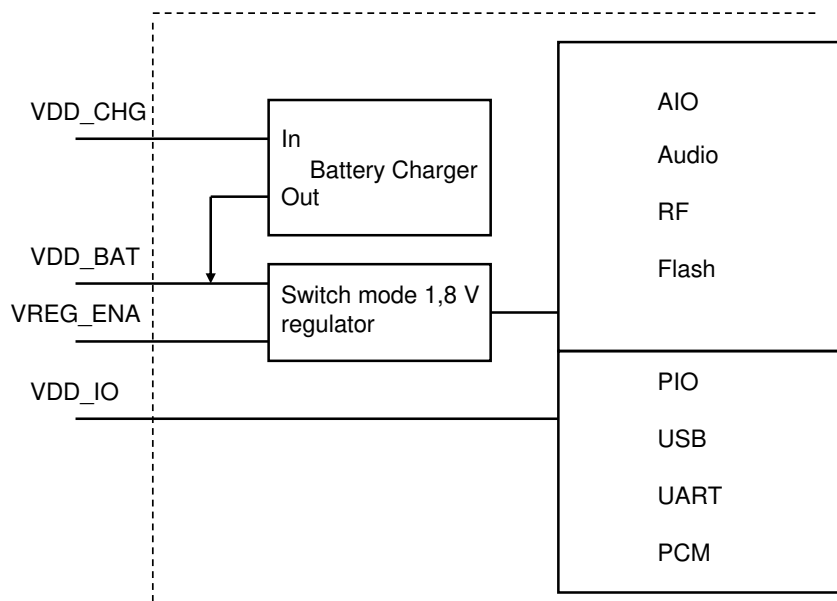 VDD_CHG
In
Battery Charger
Out
VDD_BAT
Switch mode 1,8 V
regulator
VREG_ENA
VDD_IO
AIO
Audio
RF
Flash
PIO
USB
UART
PCM